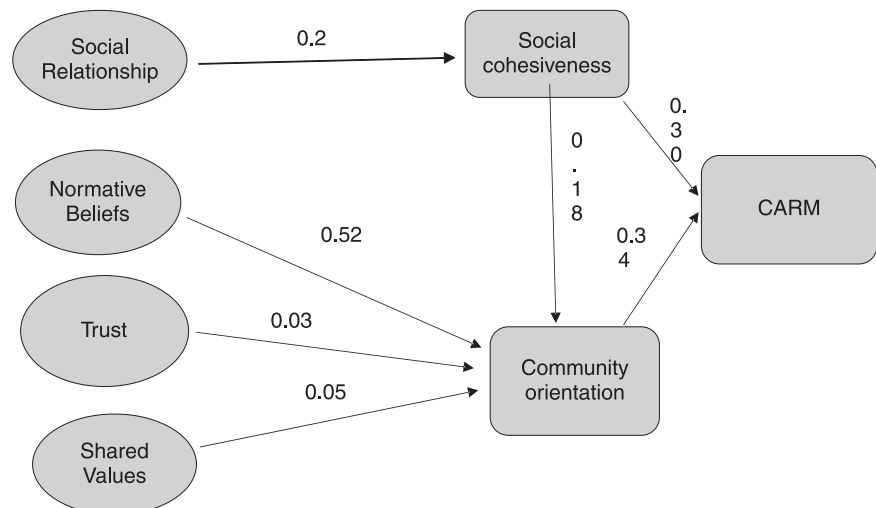 Social
Relationship
0.2
Social
cohesiveness
0.
3
0
0
.
1
8
Normative
Beliefs
0.52
CARM
0.3
4
Trust
0.03
Community
orientation
0.05
Shared
Values